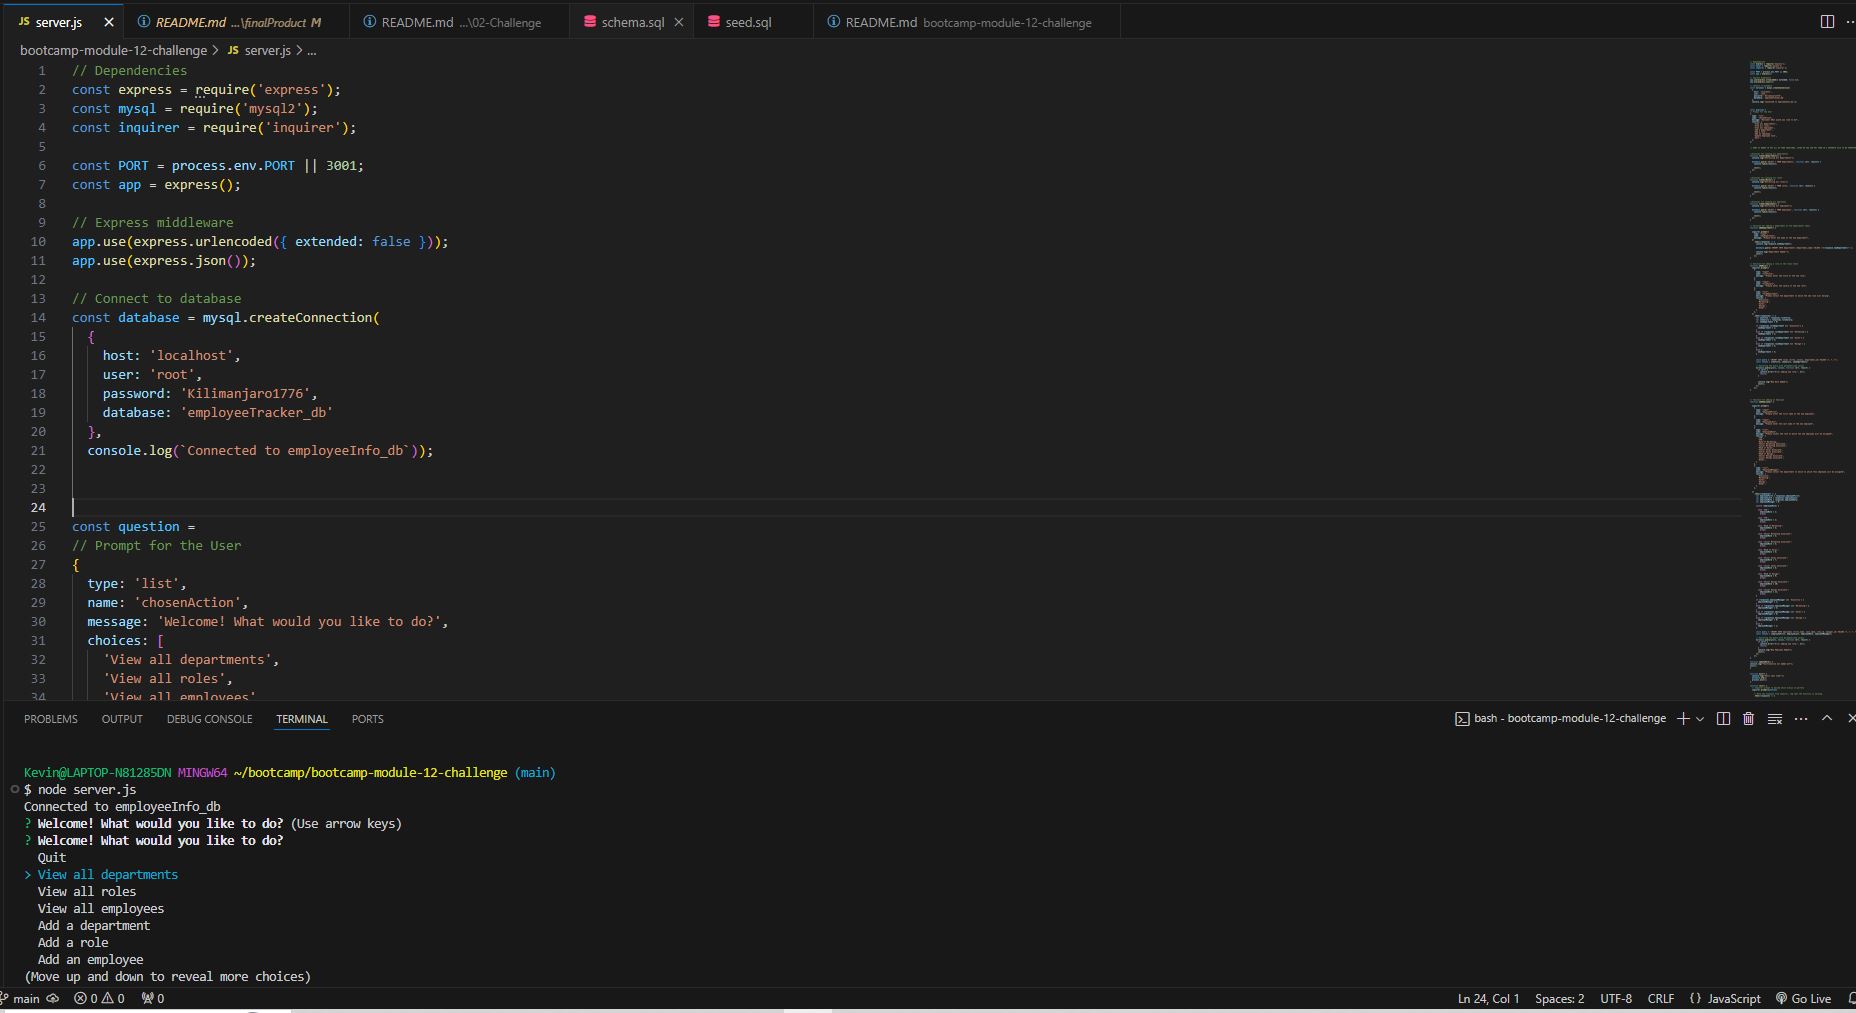 JS server.js × README.md ...\finalProduct M README.md ...\02-Challenge schema.sql × seed.sql README.md bootcamp-module-12-challenge
bootcamp-module-12-challenge > JS server.js > ...
1 // Dependencies
2 const express = require('express');
3 const mysql = require('mysql2');
4 const inquirer = require('inquirer');
5
6 const PORT = process.env.PORT || 3001;
7 const app = express();
8
9 // Express middleware
10 app.use(express.urlencoded({ extended: false }));
11 app.use(express.json());
12
13 // Connect to database
14 const database = mysql.createConnection(
15 {
16 host: 'localhost',
17 user: 'root',
18 password: 'Kilimanjaro1776',
19 database: 'employeeTracker_db'
20 },
21 console.log(`Connected to employeeInfo_db`));
22
23
24
25 const question =
26 // Prompt for the User
27 {
28 type: 'list',
29 name: 'chosenAction',
30 message: 'Welcome! What would you like to do?',
31 choices: [
32 'View all departments',
33 'View all roles',
34 'View all employees'
PROBLEMS OUTPUT DEBUG CONSOLE TERMINAL PORTS bash - bootcamp-module-12-challenge
Kevin@LAPTOP-N81285DN MINGW64 ~/bootcamp/bootcamp-module-12-challenge (main)
$ node server.js
Connected to employeeInfo_db
? Welcome! What would you like to do? (Use arrow keys)
? Welcome! What would you like to do?
Quit
> View all departments
View all roles
View all employees
Add a department
Add a role
Add an employee
(Move up and down to reveal more choices)
main 0 0 0 Ln 24, Col 1 Spaces: 2 UTF-8 CRLF {} JavaScript Go Live